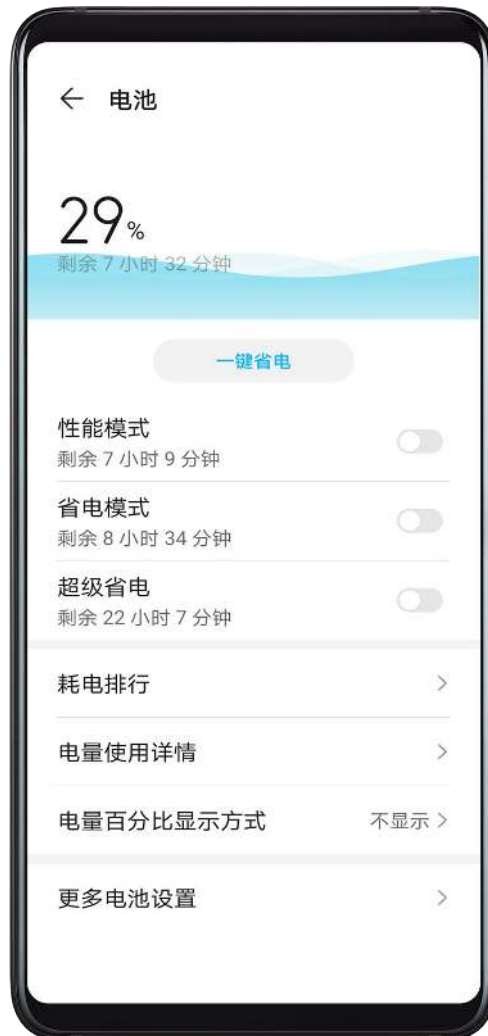 电池
29%
剩余 7 小时 32 分钟
一键省电
性能模式
剩余 7 小时 9 分钟
省电模式
剩余 8 小时 34 分钟
超级省电
剩余 22 小时 7 分钟
耗电排行
电量使用详情
电量百分比显示方式 不显示
更多电池设置